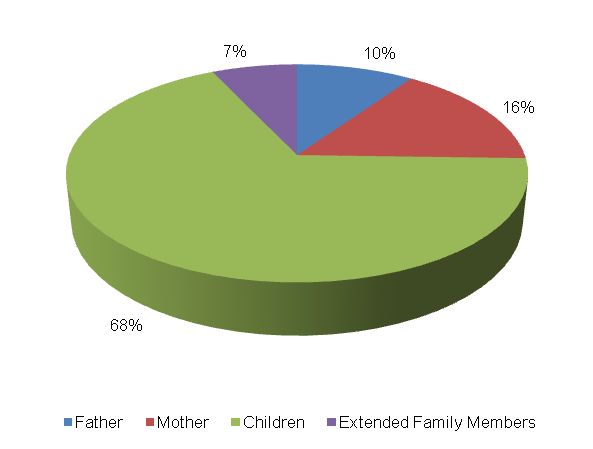 7%
10%
16%
68%
Father Mother Children Extended Family Members